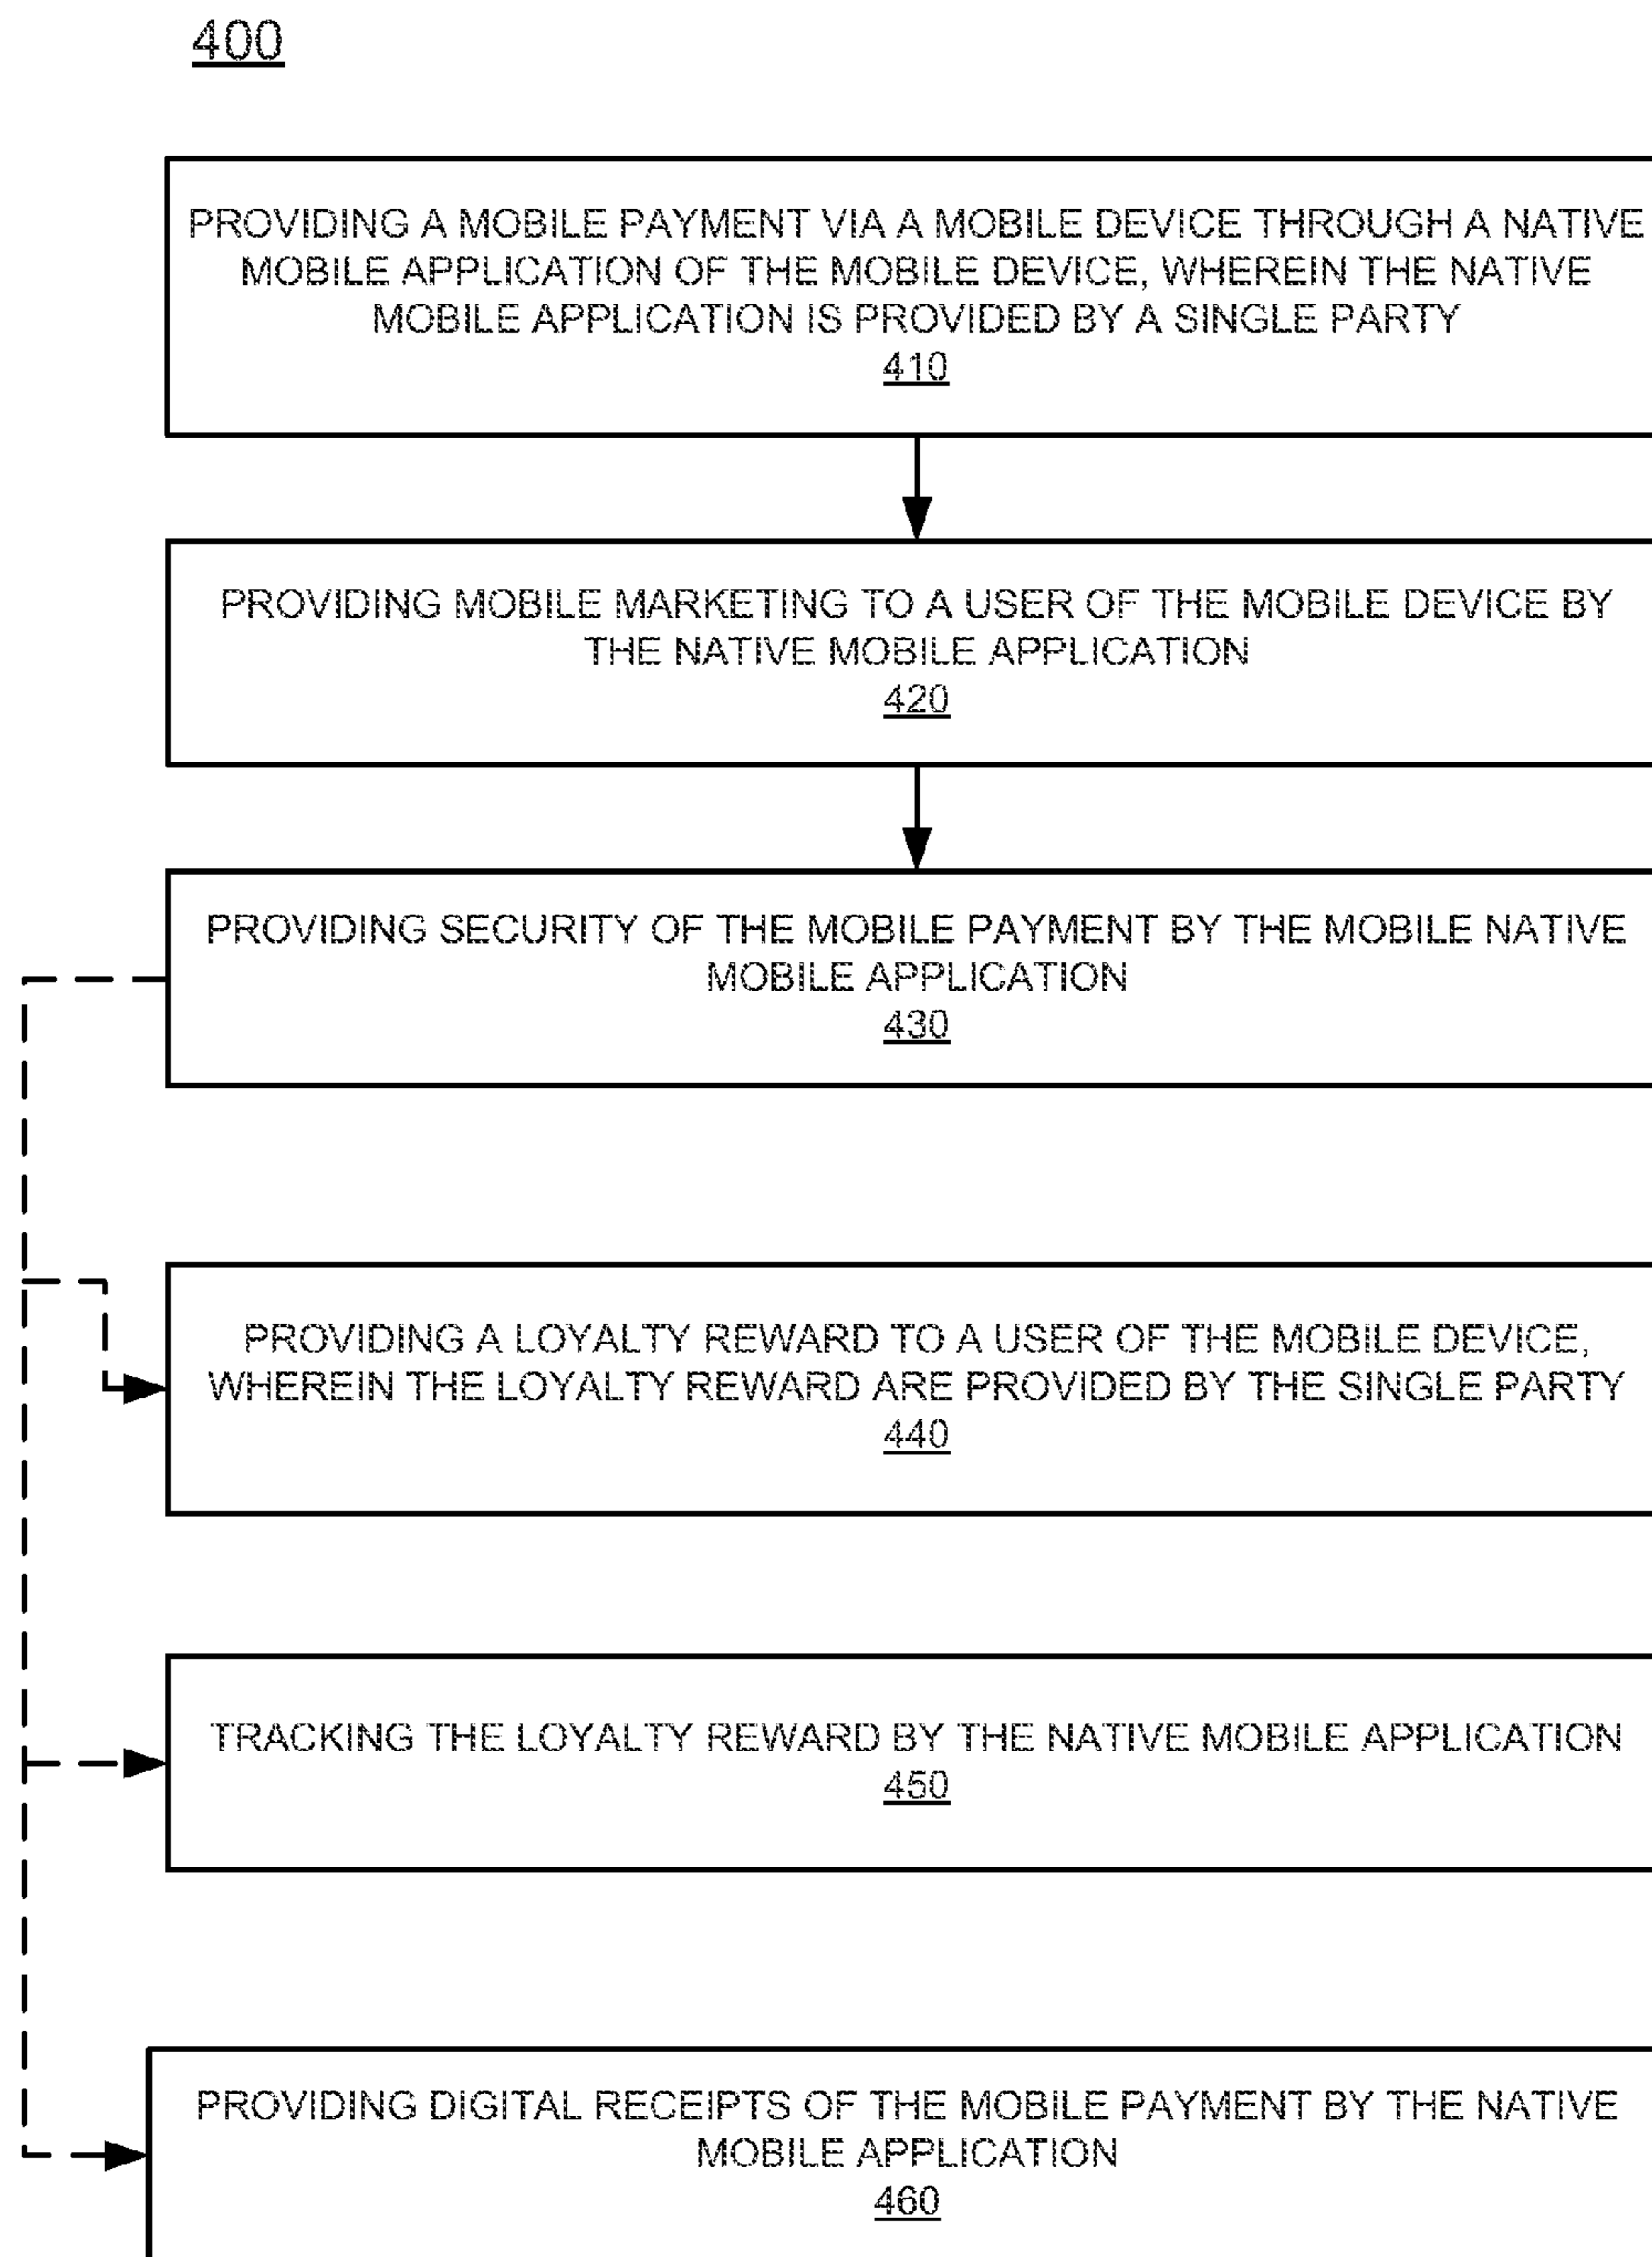 400
PROVIDING A MOBILE PAYMENT VIA A MOBILE DEVICE THROUGH A NATIVE
MOBILE APPLICATION OF THE MOBILE DEVICE, WHEREIN THE NATIVE
MOBILE APPLICATION IS PROVIDED BY A SINGLE PARTY
410
PROVIDING MOBILE MARKETING TO A USER OF THE MOBILE DEVICE BY
THE NATIVE MOBILE APPLICATION
420
PROVIDING SECURITY OF THE MOBILE PAYMENT BY THE MOBILE NATIVE
MOBILE APPLICATION
430
PROVIDING A LOYALTY REWARD TO A USER OF THE MOBILE DEVICE,
WHEREIN THE LOYALTY REWARD ARE PROVIDED BY THE SINGLE PARTY
440
TRACKING THE LOYALTY REWARD BY THE NATIVE MOBILE APPLICATION
450
PROVIDING DIGITAL RECEIPTS OF THE MOBILE PAYMENT BY THE NATIVE
MOBILE APPLICATION
460